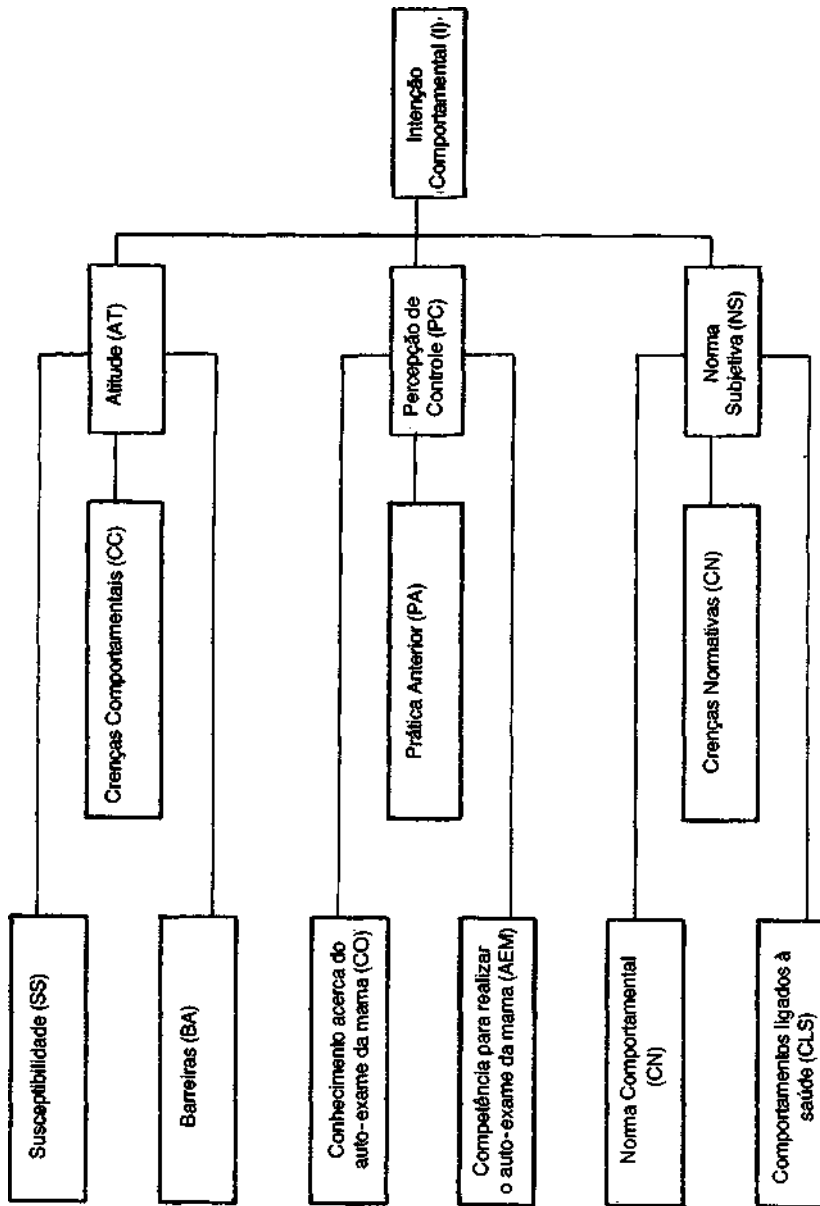 Susceptibilidade (SS)
Barreiras (BA)
Crenças Comportamentais (CC)
Atitude (AT)
Conhecimento acerca do
auto-exame da mama (CO)
Competência para realizar
o auto-exame da mama (AEM)
Prática Anterior (PA)
Percepção de
Controle (PC)
Norma Comportamental
(CN)
Comportamentos ligados à
saúde (CLS)
Crenças Normativas (CN)
Norma
Subjetiva (NS)
Intenção
Comportamental (I)